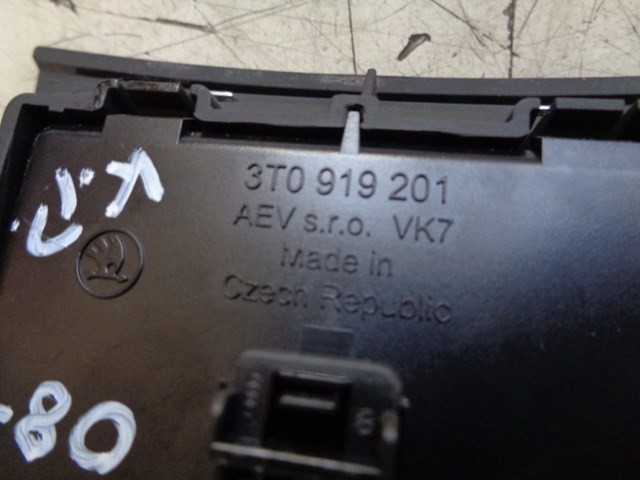 3T0 919 201
AEV s.r.o. VK7
Made in
Czech Republic
-80